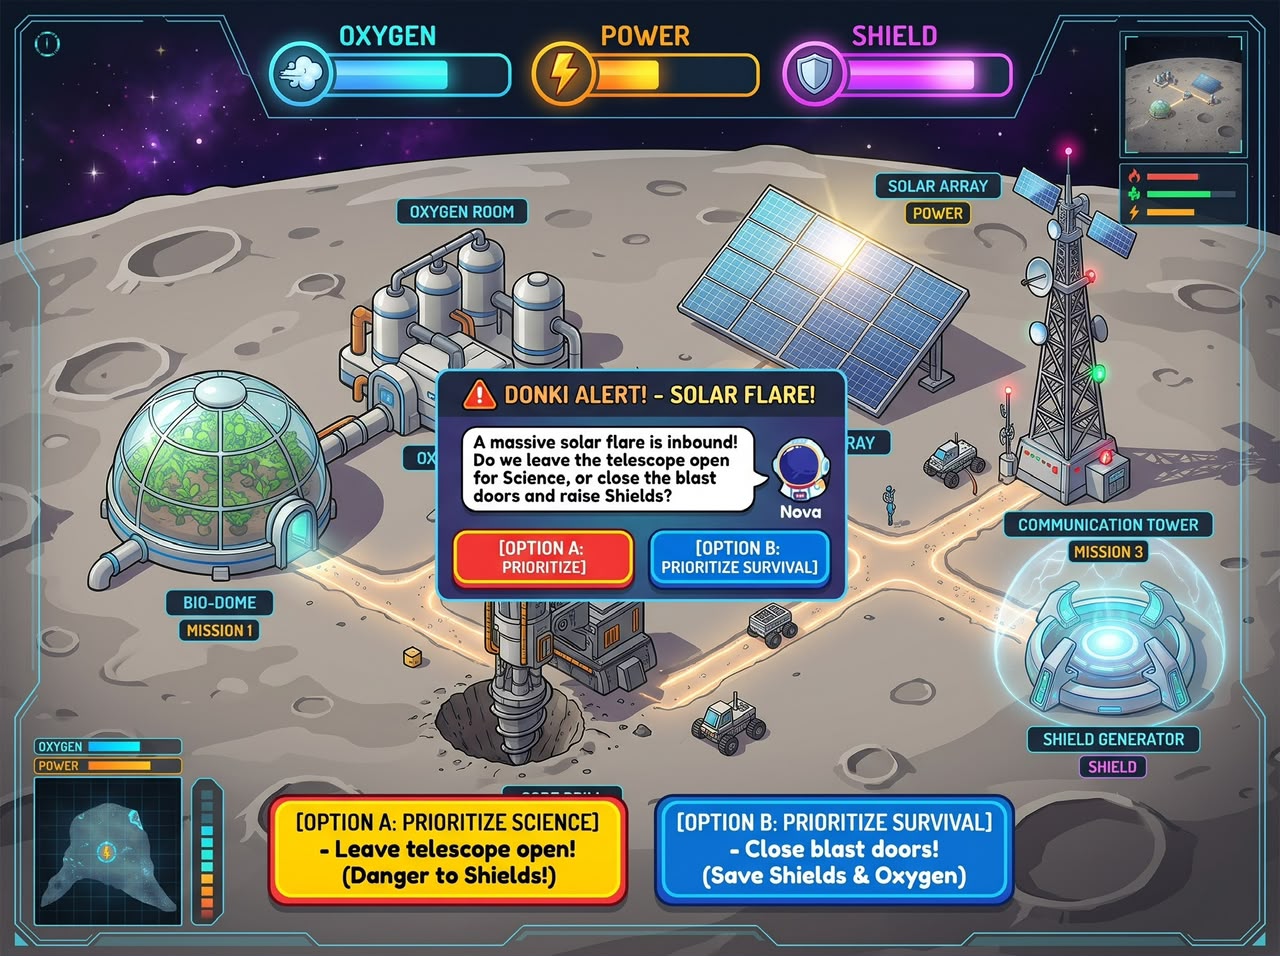 OXYGEN
POWER
SHIELD
OXYGEN ROOM
SOLAR ARRAY
POWER
DONKI ALERT! - SOLAR FLARE!
A massive solar flare is inbound!
Do we leave the telescope open
for Science, or close the blast
doors and raise Shields?
Nova
[OPTION A:
PRIORITIZE]
[OPTION B:
PRIORITIZE SURVIVAL]
OX
RAY
COMMUNICATION TOWER
MISSION 3
BIO-DOME
MISSION 1
SHIELD GENERATOR
SHIELD
OXYGEN
POWER
[OPTION A: PRIORITIZE SCIENCE]
- Leave telescope open!
(Danger to Shields!)
[OPTION B: PRIORITIZE SURVIVAL]
- Close blast doors!
(Save Shields & Oxygen)